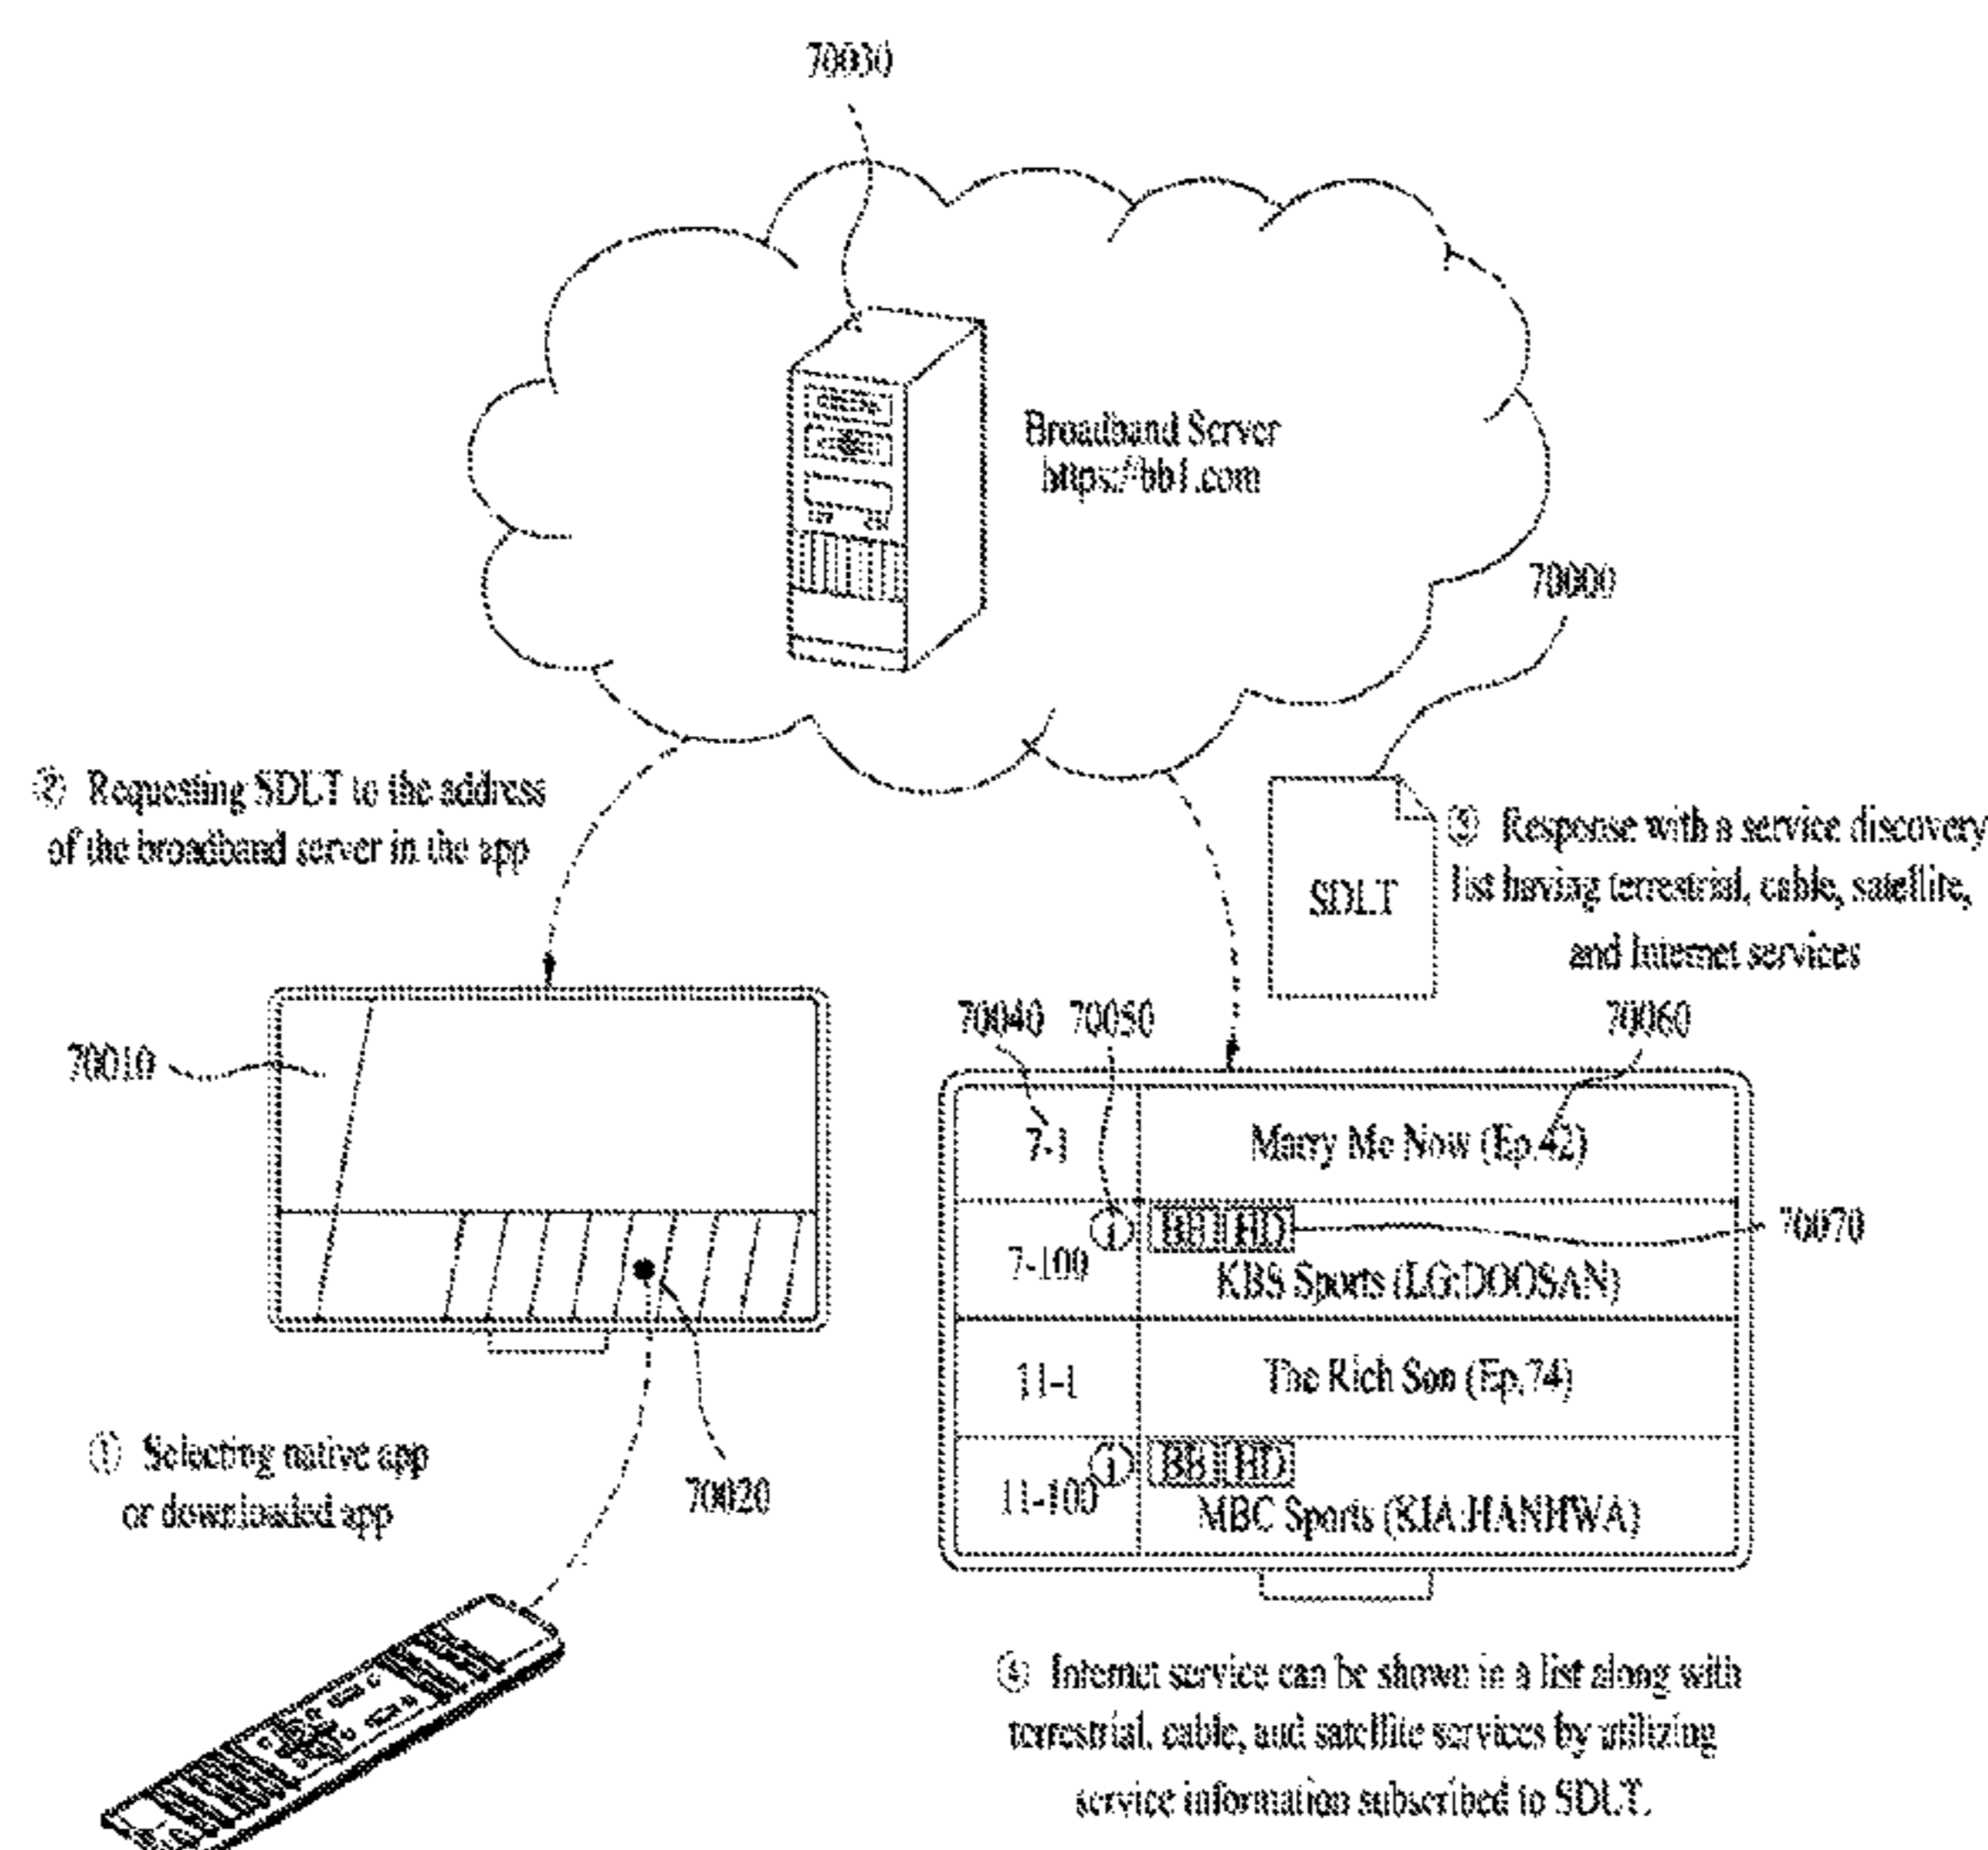 70030
Broadband Server
https://bb1.com
70000
② Requesting SDLT to the address
of the broadband server in the app
SDLT
③ Response with a service discovery
list having terrestrial, cable, satellite,
and Internet services
70010
70040 70050 70060
7-1 Marry Me Now (Ep.42)
7-100 i BB HD 70070
KBS Sports (LG:DOOSAN)
11-1 The Rich Son (Ep.74)
11-100 i BB HD
MBC Sports (KIA:HANHWA)
① Selecting native app
or downloaded app
70020
④ Internet service can be shown in a list along with
terrestrial, cable, and satellite services by utilizing
service information subscribed to SDLT.